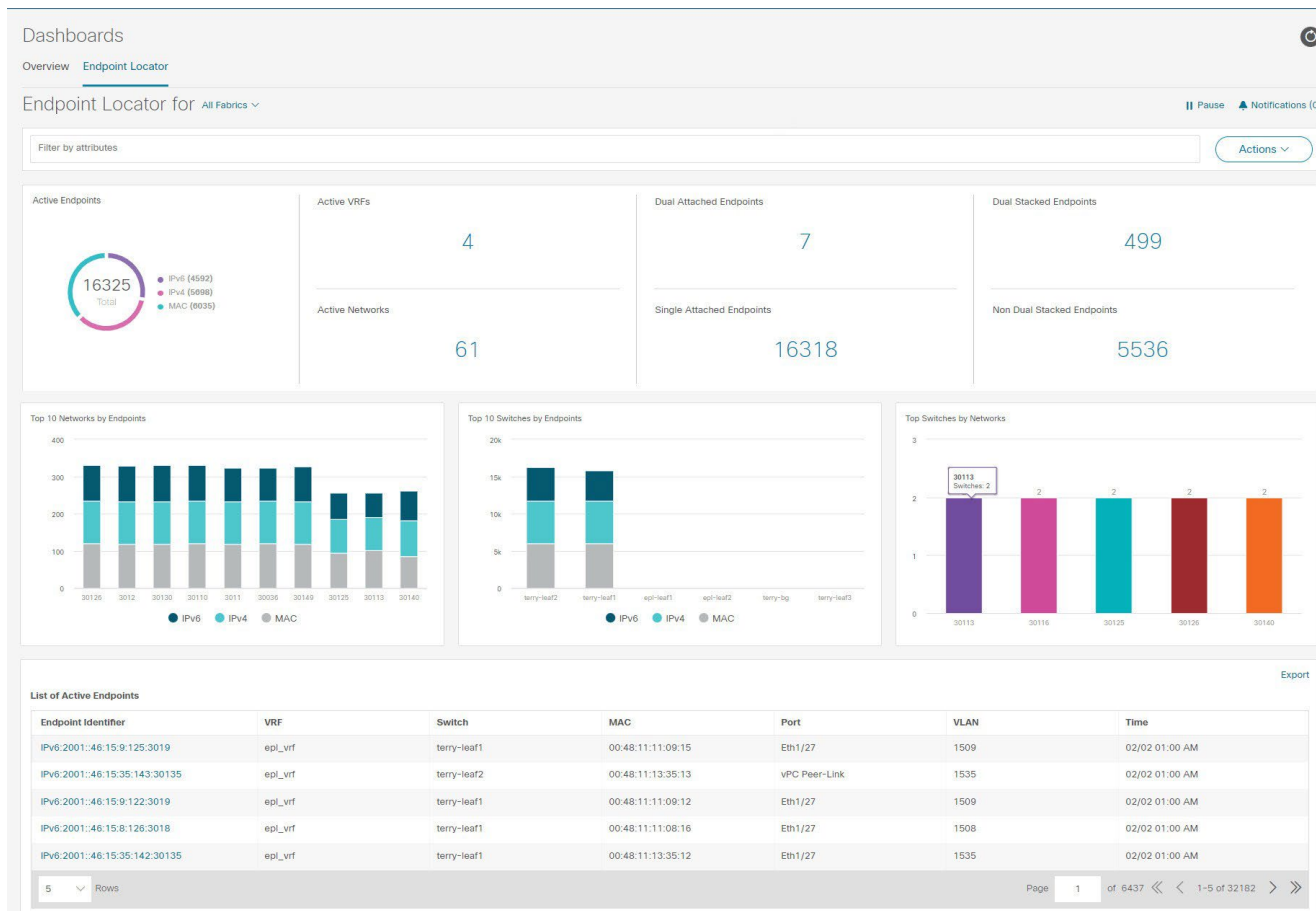 Dashboards
Overview Endpoint Locator
Endpoint Locator for All Fabrics
Pause Notifications
Filter by attributes
Actions
Active Endpoints
16325
Total
IPv6 (4592)
IPv4 (5698)
MAC (6035)
Active VRFs
4
Active Networks
61
Dual Attached Endpoints
7
Single Attached Endpoints
16318
Dual Stacked Endpoints
499
Non Dual Stacked Endpoints
5536
Top 10 Networks by Endpoints
400
300
200
100
0
30126 3012 30130 30110 3011 30036 30149 30125 30113 30140
IPv6 IPv4 MAC
Top 10 Switches by Endpoints
20k
15k
10k
5k
0
terry-leaf2 terry-leaf1 epl-leaf1 epl-leaf2 terry-bg terry-leaf3
IPv6 IPv4 MAC
Top Switches by Networks
3
2
1
0
30113
Switches: 2
2 2 2 2
30113 30116 30125 30126 30140
Export
List of Active Endpoints
Endpoint Identifier VRF Switch MAC Port VLAN Time
IPv6:2001::46:15:9:125:3019 epl_vrf terry-leaf1 00:48:11:11:09:15 Eth1/27 1509 02/02 01:00 AM
IPv6:2001::46:15:35:143:30135 epl_vrf terry-leaf2 00:48:11:13:35:13 vPC Peer-Link 1535 02/02 01:00 AM
IPv6:2001::46:15:9:122:3019 epl_vrf terry-leaf1 00:48:11:11:09:12 Eth1/27 1509 02/02 01:00 AM
IPv6:2001::46:15:8:126:3018 epl_vrf terry-leaf1 00:48:11:11:08:16 Eth1/27 1508 02/02 01:00 AM
IPv6:2001::46:15:35:142:30135 epl_vrf terry-leaf1 00:48:11:13:35:12 Eth1/27 1535 02/02 01:00 AM
5 Rows Page 1 of 6437 1-5 of 32182